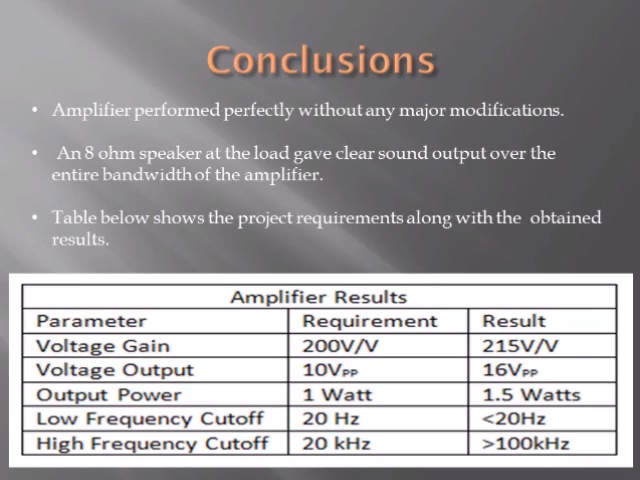 Conclusions
• Amplifier performed perfectly without any major modifications.
• An 8 ohm speaker at the load gave clear sound output over the
entire bandwidth of the amplifier.
• Table below shows the project requirements along with the obtained
results.
Amplifier Results
Parameter Requirement Result
Voltage Gain 200V/V 215V/V
Voltage Output 10VPP 16VPP
Output Power 1 Watt 1.5 Watts
Low Frequency Cutoff 20 Hz <20Hz
High Frequency Cutoff 20 kHz >100kHz